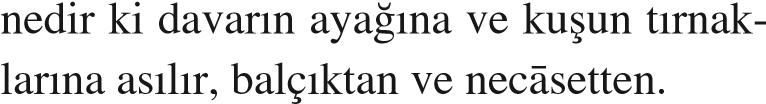 nedir ki davarın ayağına ve kuşun tırnak-
larına asılır, balçıktan ve necāsetten.